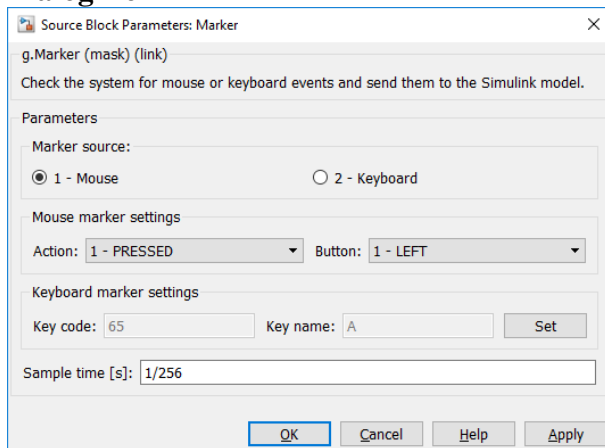 Source Block Parameters: Marker
g.Marker (mask) (link)
Check the system for mouse or keyboard events and send them to the Simulink model.
Parameters
Marker source:
1 - Mouse 2 - Keyboard
Mouse marker settings
Action: 1 - PRESSED Button: 1 - LEFT
Keyboard marker settings
Key code: 65 Key name: A Set
Sample time [s]: 1/256
OK Cancel Help Apply